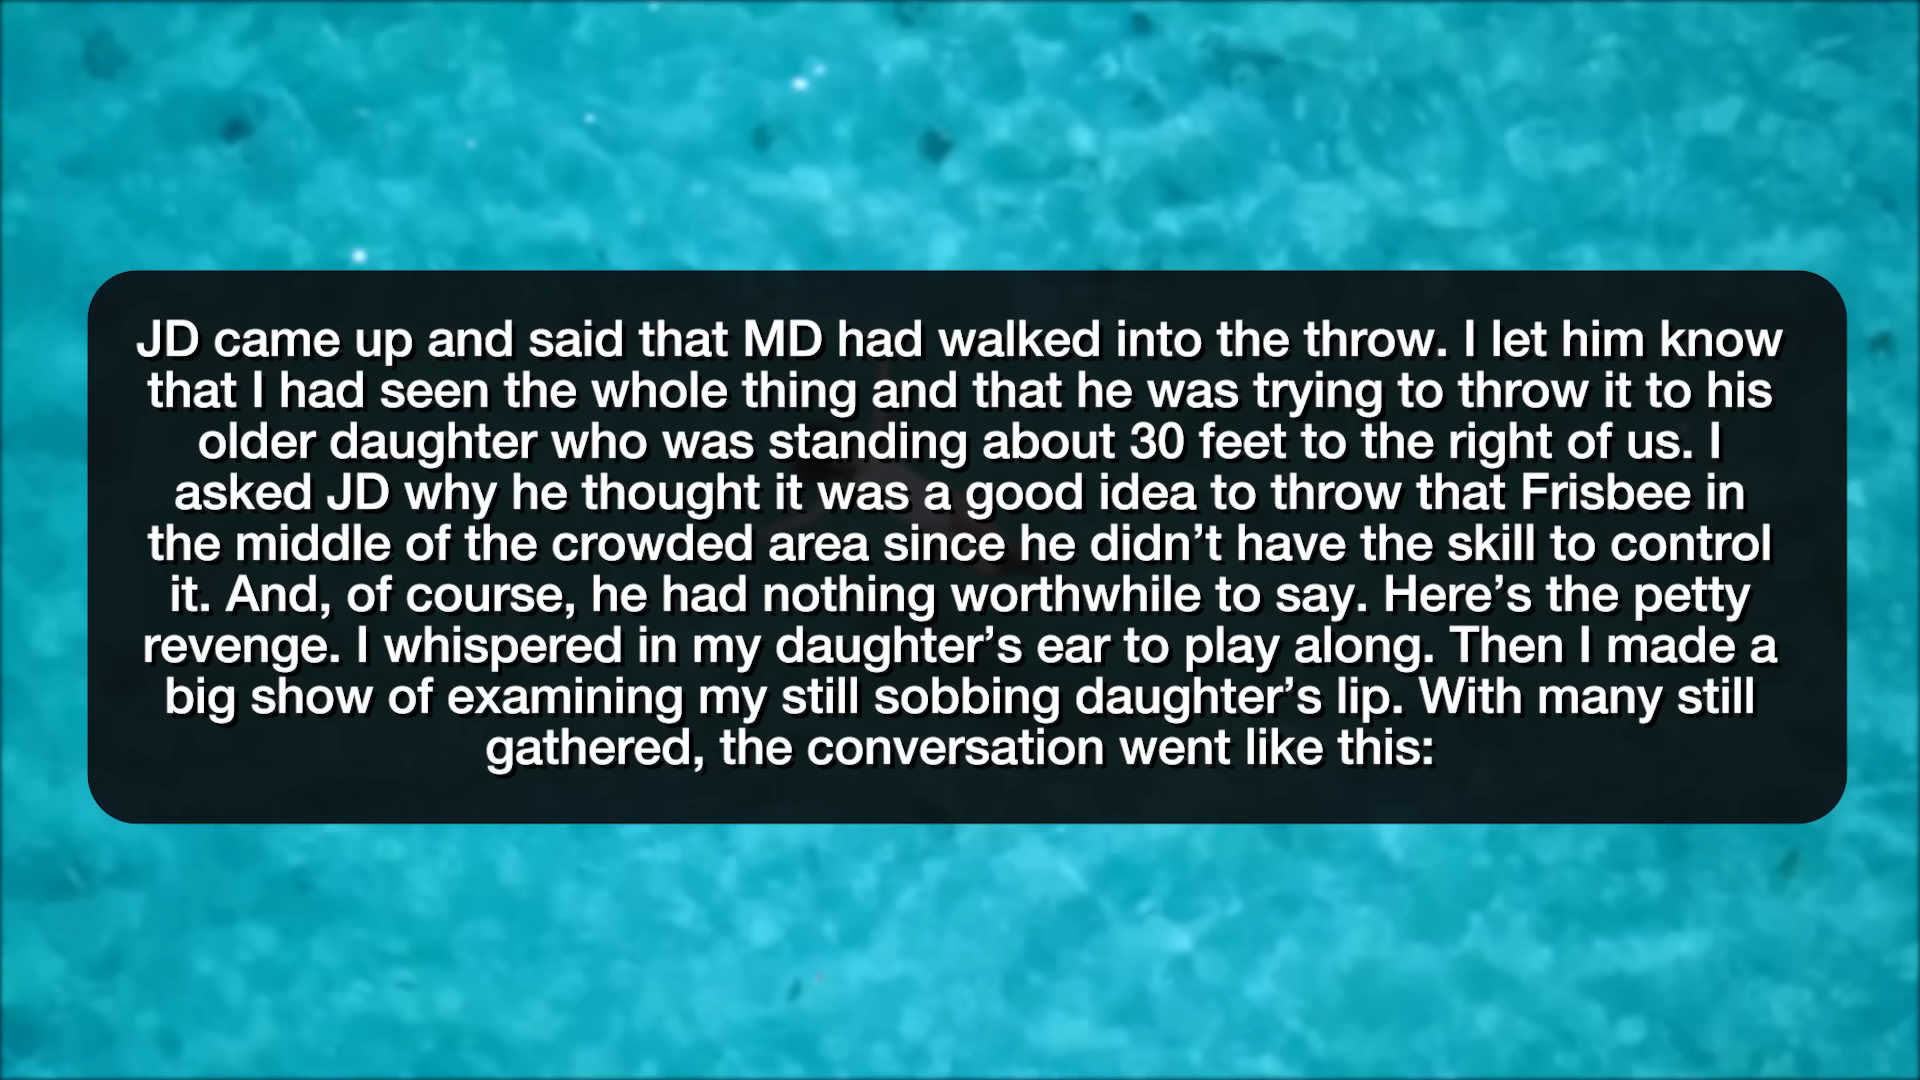 JD came up and said that MD had walked into the throw. I let him know
that I had seen the whole thing and that he was trying to throw it to his
older daughter who was standing about 30 feet to the right of us. I
asked JD why he thought it was a good idea to throw that Frisbee in
the middle of the crowded area since he didn’t have the skill to control
it. And, of course, he had nothing worthwhile to say. Here’s the petty
revenge. I whispered in my daughter’s ear to play along. Then I made a
big show of examining my still sobbing daughter’s lip. With many still
gathered, the conversation went like this: